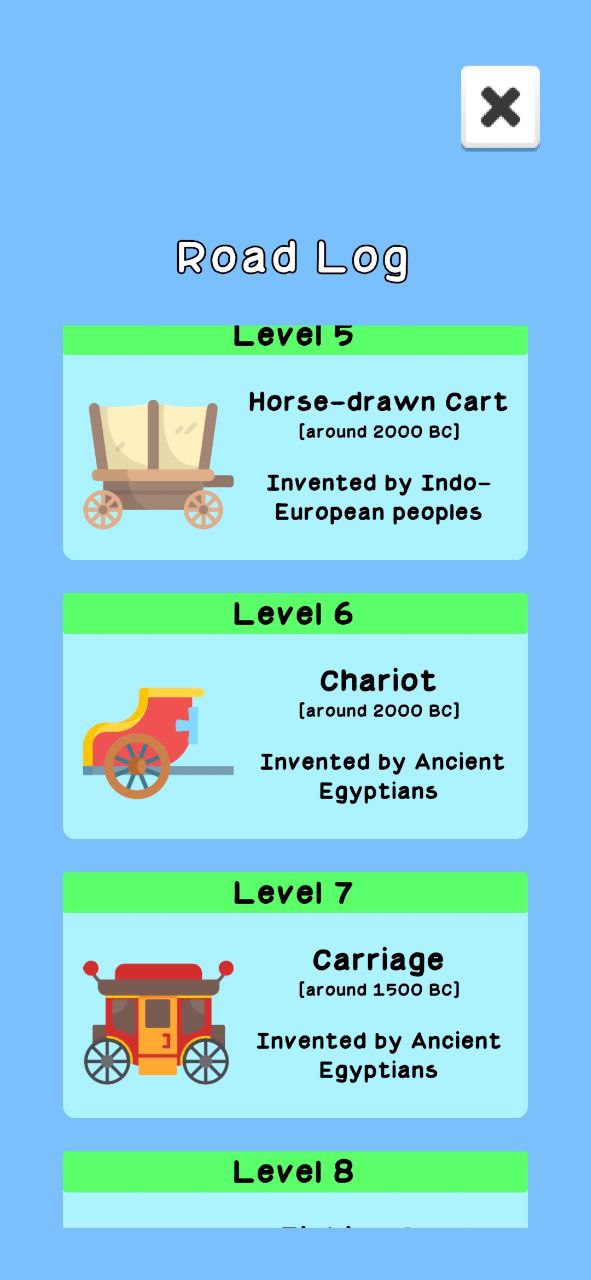 Road Log
Level 5
Horse-drawn Cart
[around 2000 BC]
Invented by Indo-
European peoples
Level 6
Chariot
[around 2000 BC]
Invented by Ancient
Egyptians
Level 7
Carriage
[around 1500 BC]
Invented by Ancient
Egyptians
Level 8